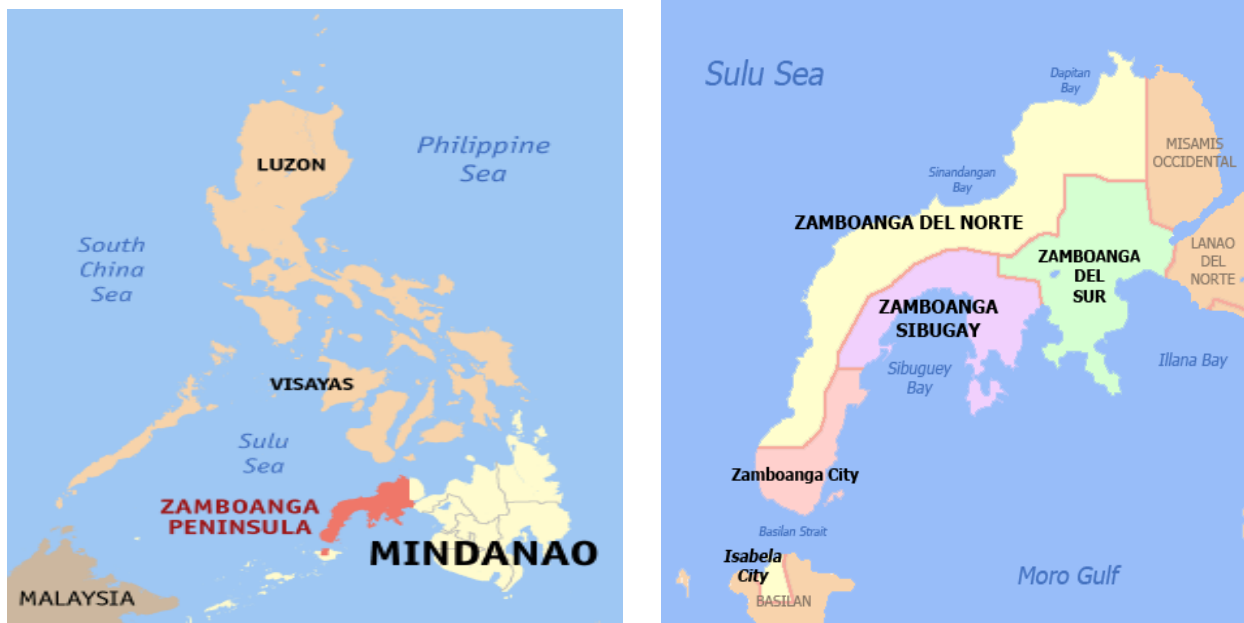 LUZON
Philippine
Sea
South
China
Sea
VISAYAS
Sulu
Sea
ZAMBOANGA
PENINSULA
MINDANAO
MALAYSIA
Sulu Sea
Dapitan
Bay
MISAMIS
OCCIDENTAL
Sinandangan
Bay
ZAMBOANGA DEL NORTE
LANAO
DEL
NORTE
ZAMBOANGA
DEL
SUR
ZAMBOANGA
SIBUGAY
Sibuguey
Bay
Illana Bay
Zamboanga City
Basilan Strait
Isabela
City
BASILAN
Moro Gulf